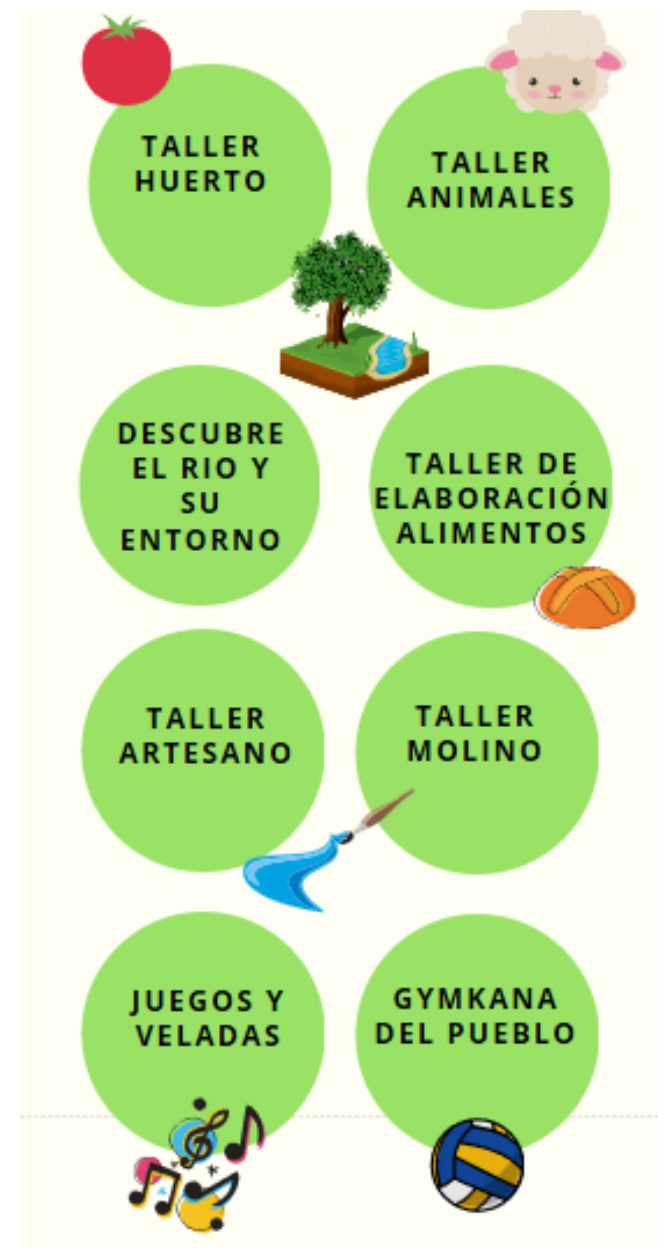 TALLER
HUERTO
TALLER
ANIMALES
DESCUBRE
EL RIO Y
SU
ENTORNO
TALLER DE
ELABORACIÓN
ALIMENTOS
TALLER
ARTESANO
TALLER
MOLINO
JUEGOS Y
VELADAS
GYMKANA
DEL PUEBLO